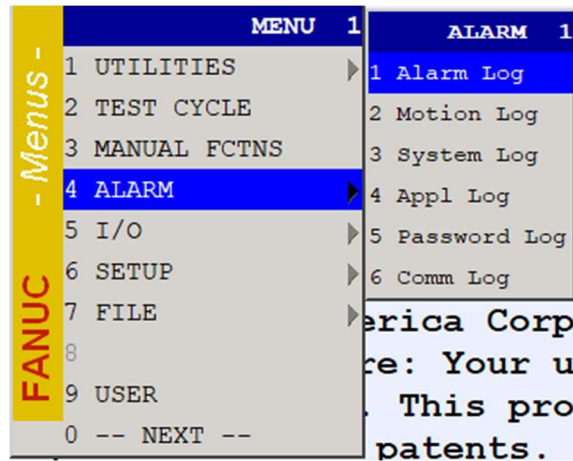 FANUC - Menus -
MENU 1
1 UTILITIES
2 TEST CYCLE
3 MANUAL FCTNS
4 ALARM
5 I/O
6 SETUP
7 FILE
8
9 USER
0 -- NEXT --
ALARM 1
1 Alarm Log
2 Motion Log
3 System Log
4 Appl Log
5 Password Log
6 Comm Log
erica Corp
re: Your u
. This pro
patents.